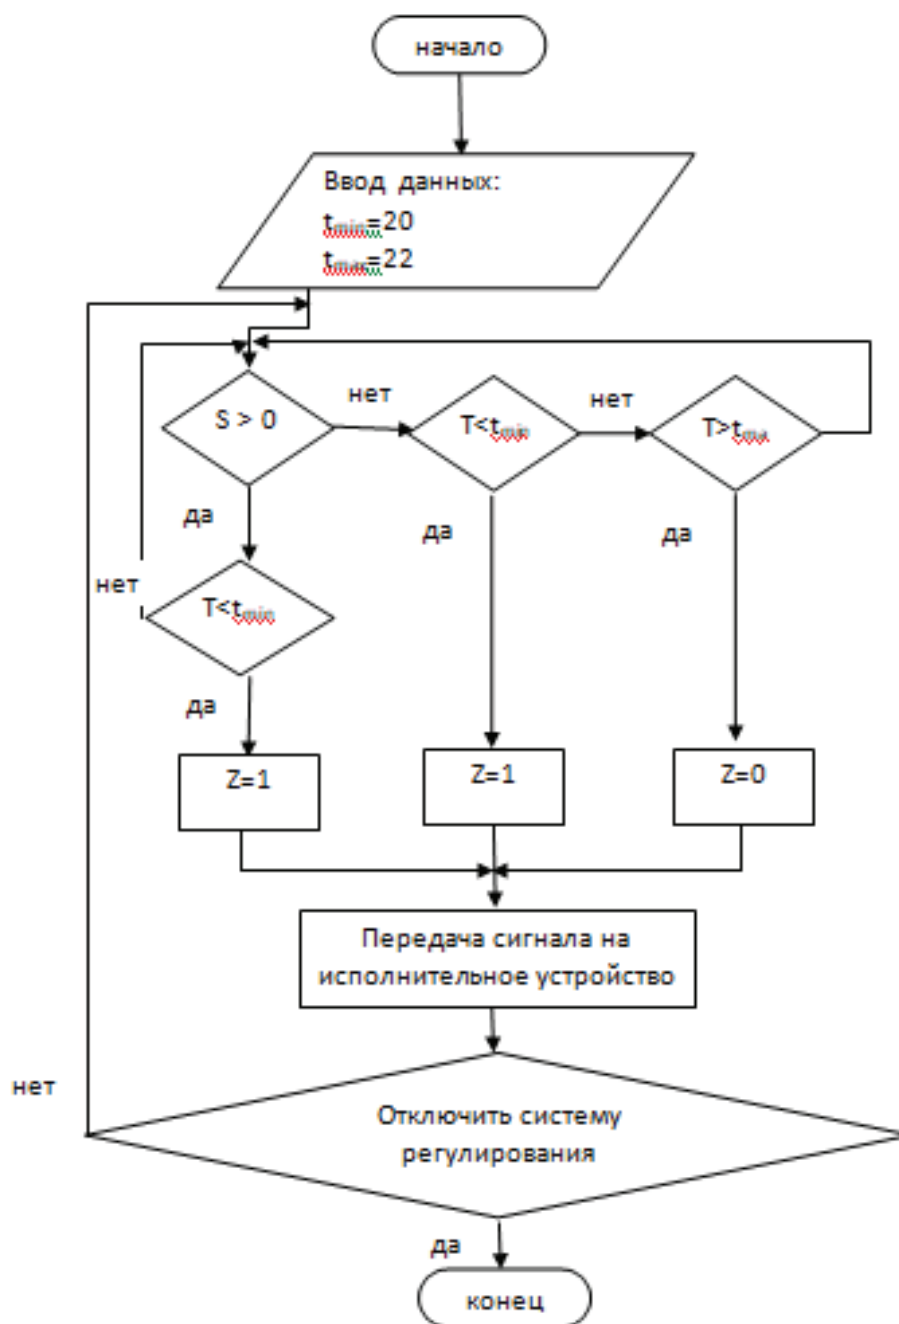 начало
Ввод данных:
tmin=20
tmax=22
S > 0
нет
T<tmin
нет
T>tma
да
да
да
нет
T<tmin
да
Z=1
Z=1
Z=0
Передача сигнала на
исполнительное устройство
нет
Отключить систему
регулирования
да
конец